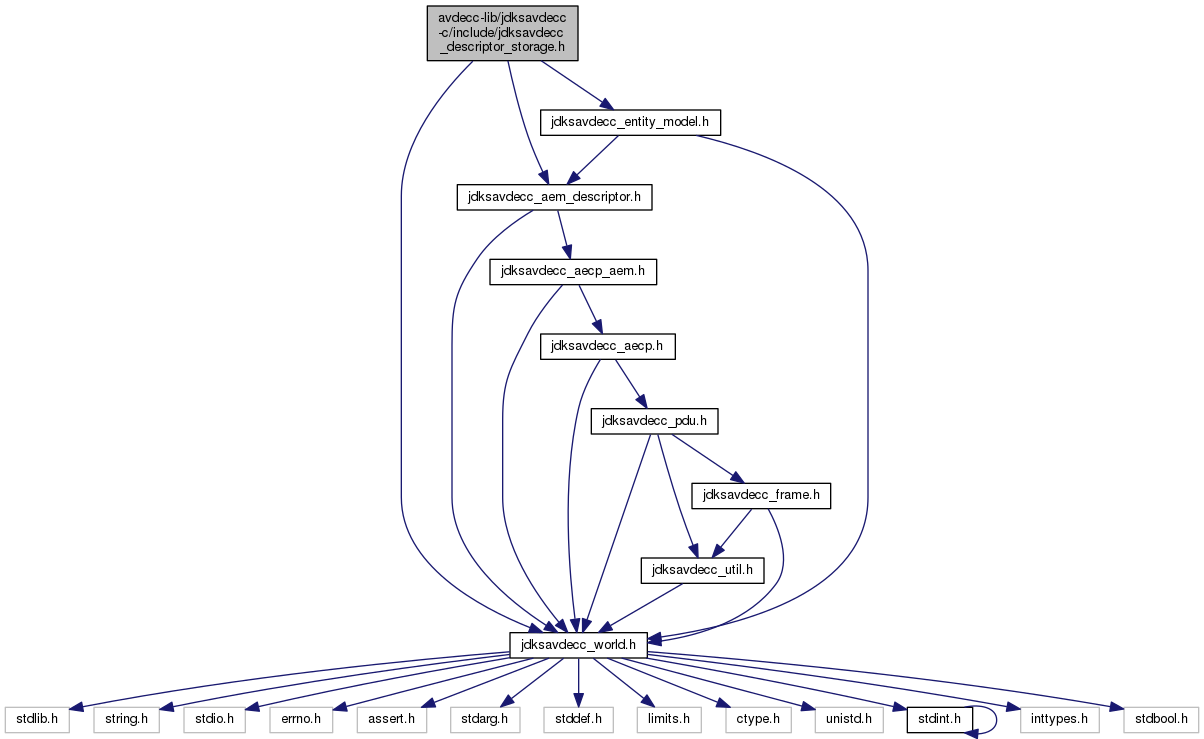 avdecc-lib/jdksavdecc
-c/include/jdksavdecc
_descriptor_storage.h
jdksavdecc_entity_model.h
jdksavdecc_aem_descriptor.h
jdksavdecc_aecp_aem.h
jdksavdecc_aecp.h
jdksavdecc_pdu.h
jdksavdecc_frame.h
jdksavdecc_util.h
jdksavdecc_world.h
stdlib.h
string.h
stdio.h
errno.h
assert.h
stdarg.h
stddef.h
limits.h
ctype.h
unistd.h
stdint.h
inttypes.h
stdbool.h